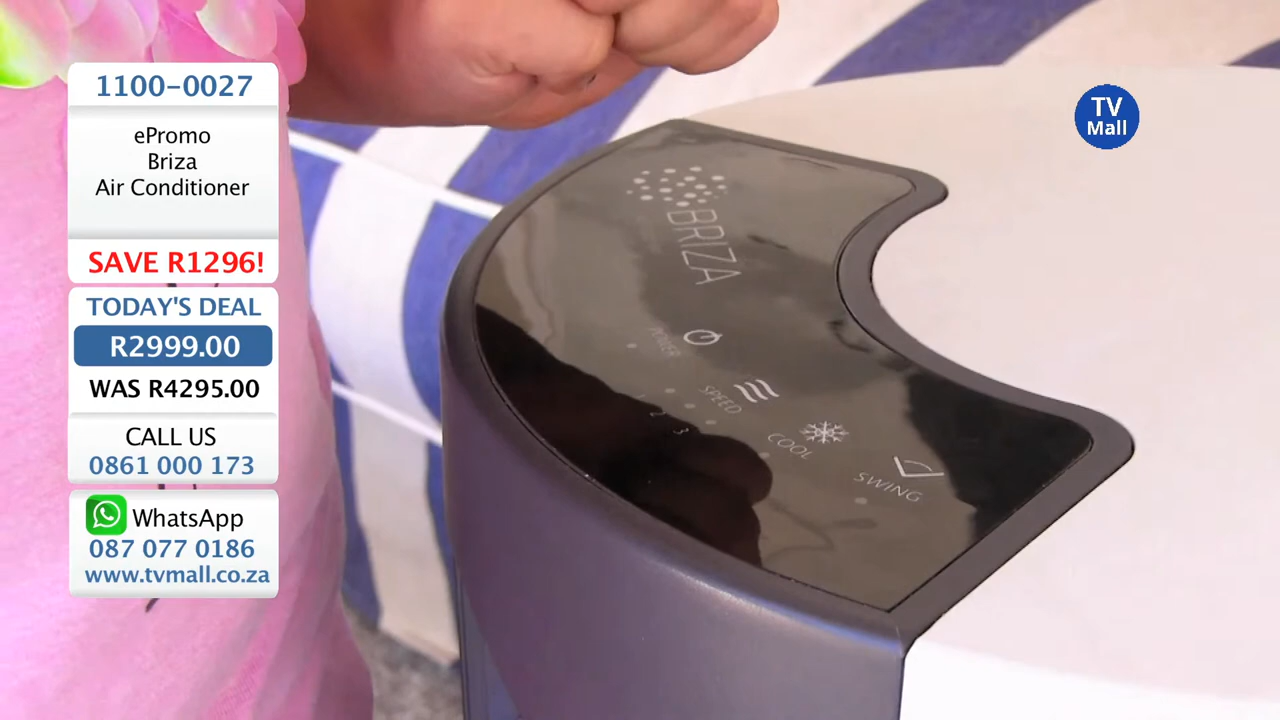 1100-0027
ePromo
Briza
Air Conditioner
SAVE R1296!
TODAY'S DEAL
R2999.00
WAS R4295.00
CALL US
0861 000 173
WhatsApp
087 077 0186
www.tvmall.co.za
TV
Mall
BRIZA
POWER
SPEED
1 2 3
COOL
SWING